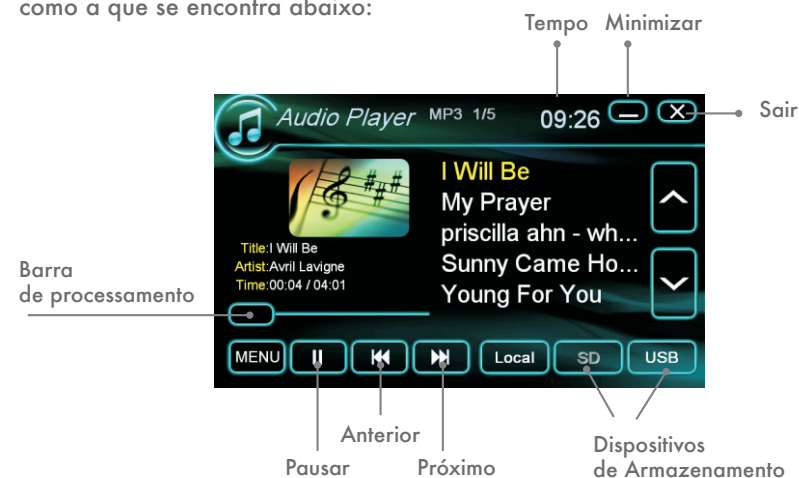 como a que se encontra abaixo:
Tempo Minimizar
Audio Player MP3 1/5 09:26
Sair
I Will Be
My Prayer
priscilla ahn - wh...
Sunny Came Ho...
Young For You
Title:I Will Be
Artist:Avril Lavigne
Time:00:04 / 04:01
Barra
de processamento
MENU Local SD USB
Anterior
Pausar Próximo
Dispositivos
de Armazenamento